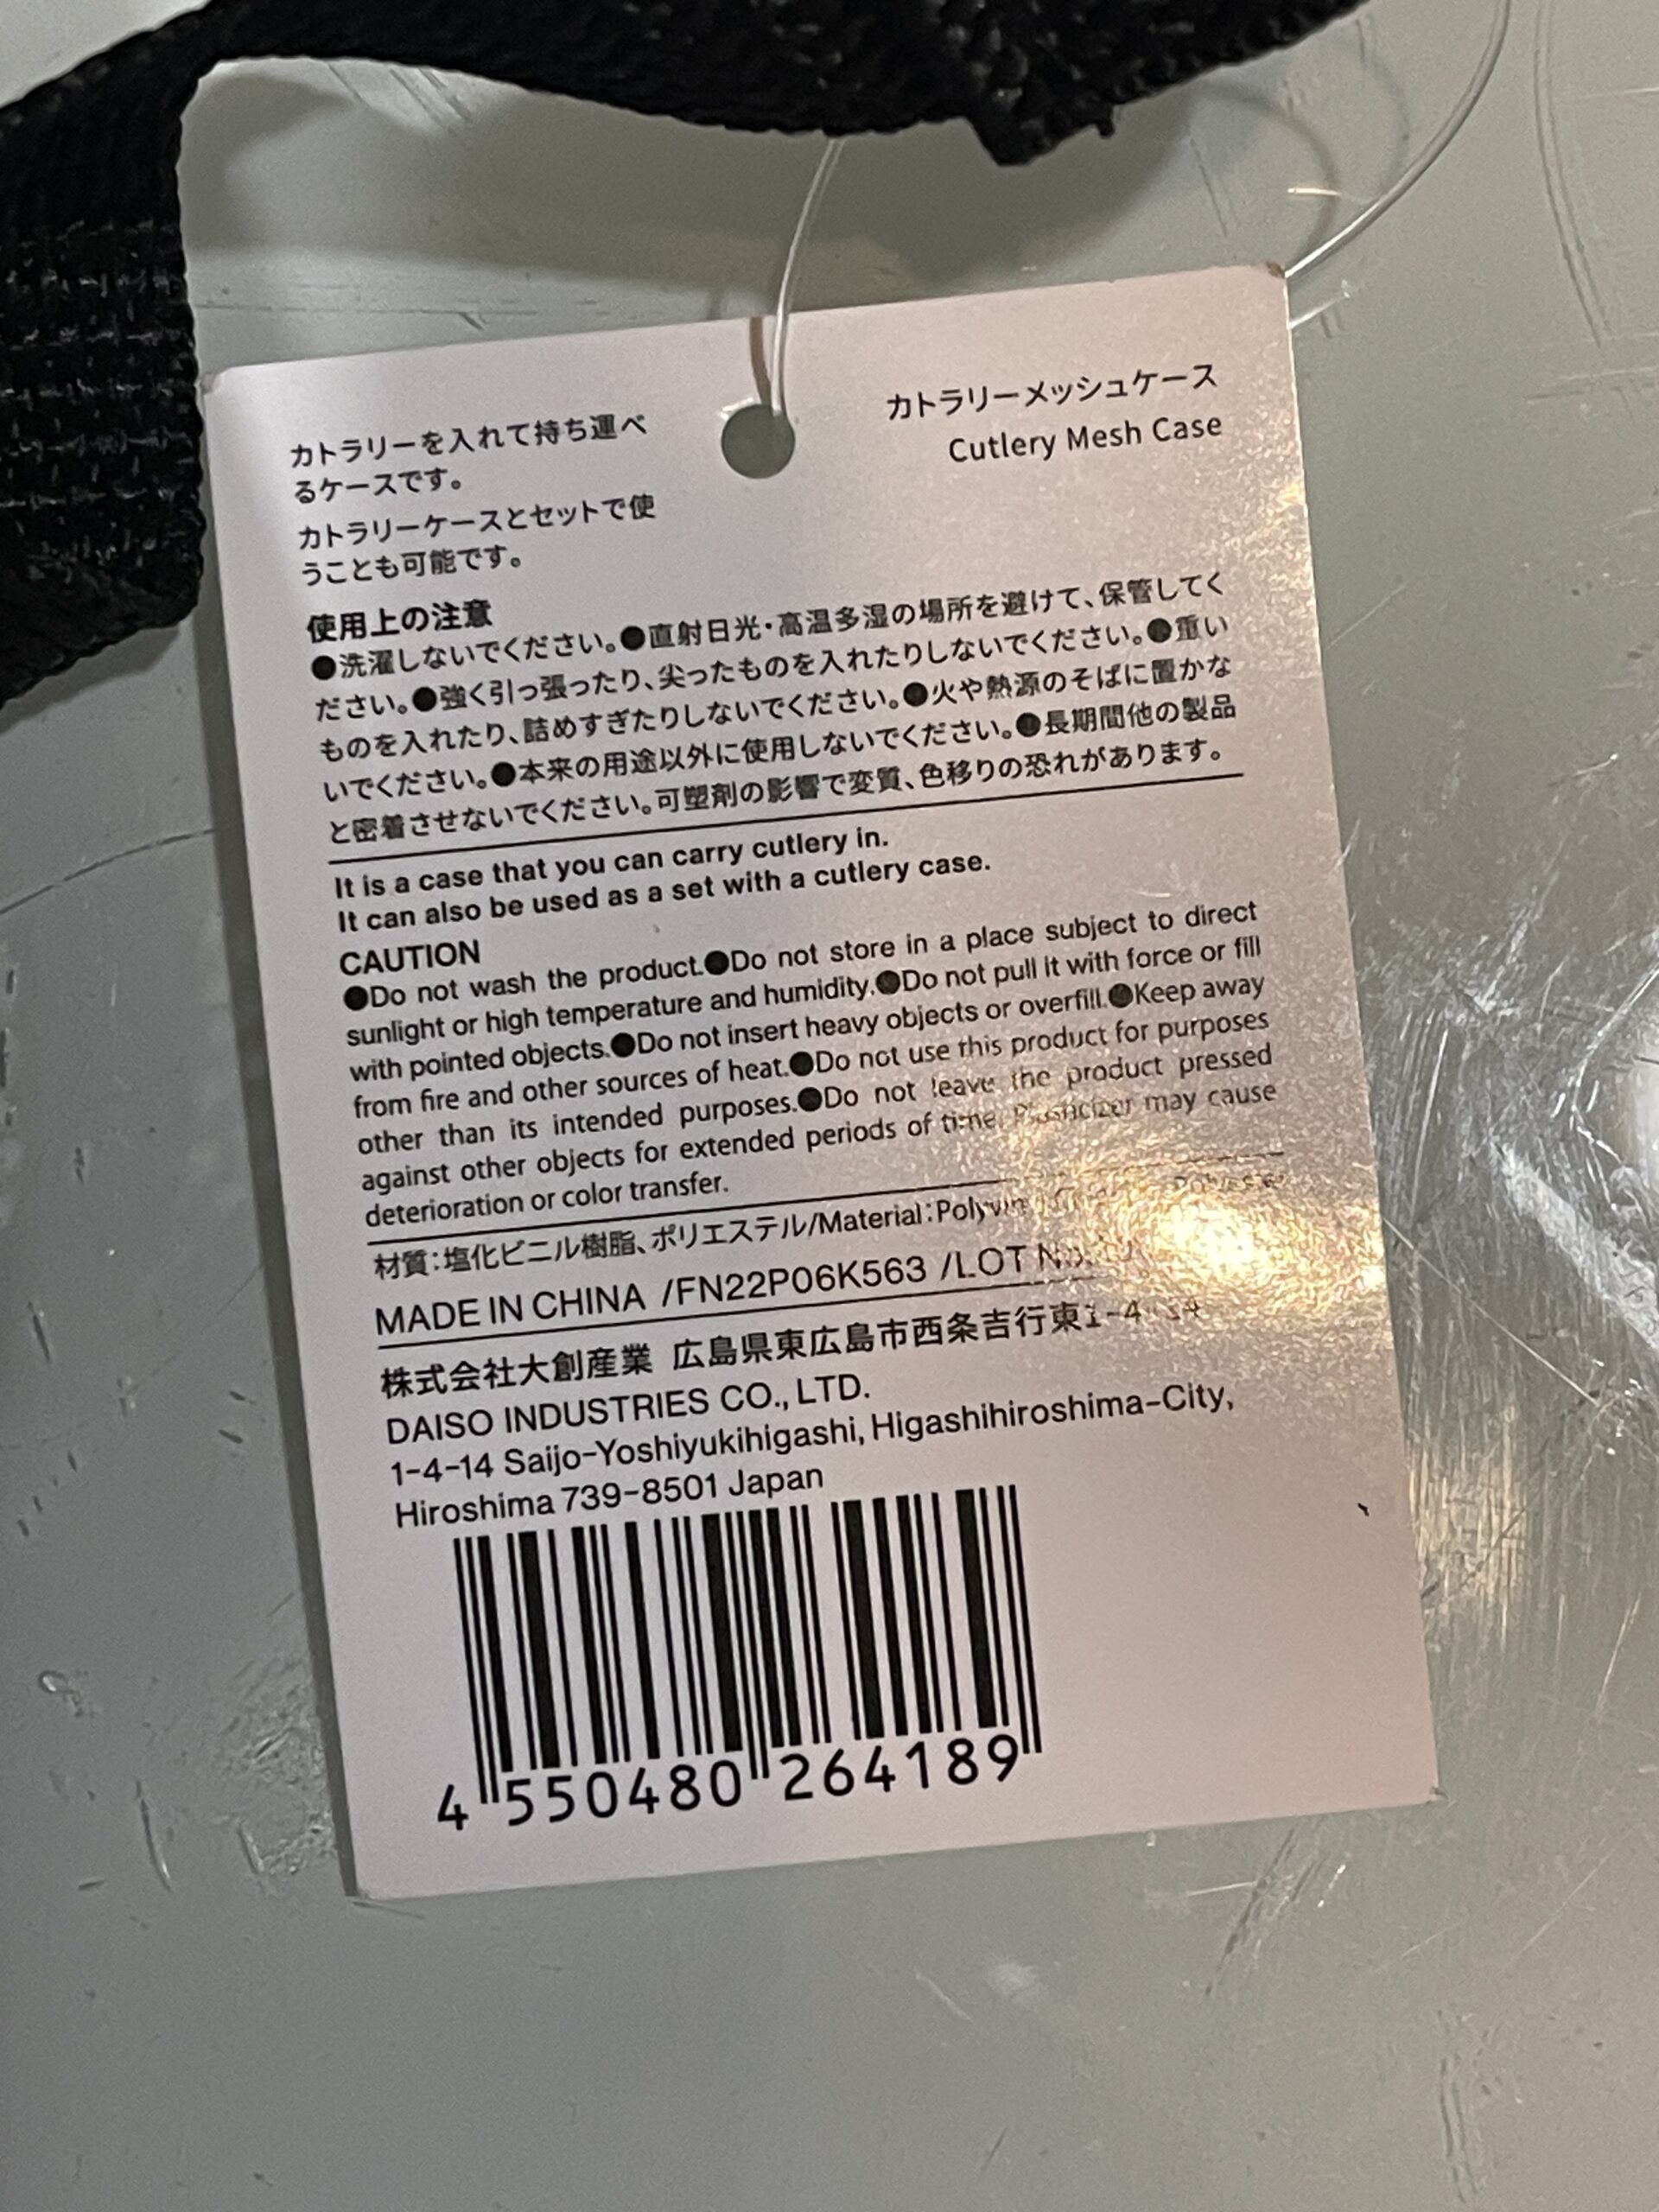 カトラリーメッシュケース
Cutlery Mesh Case
カトラリーを入れて持ち運べ
るケースです。
カトラリーケースとセットで使
うことも可能です。
使用上の注意
●洗濯しないでください。●直射日光・高温多湿の場所を避けて、保管してく
ださい。●強く引っ張ったり、尖ったものを入れたりしないでください。●重い
ものを入れたり、詰めすぎたりしないでください。●火や熱源のそばに置かな
いでください。●本来の用途以外に使用しないでください。●長期間他の製品
と密着させないでください。可塑剤の影響で変質、色移りの恐れがあります。
It is a case that you can carry cutlery in.
It can also be used as a set with a cutlery case.
CAUTION
●Do not wash the product.●Do not store in a place subject to direct
sunlight or high temperature and humidity.●Do not pull it with force or fill
with pointed objects.●Do not insert heavy objects or overfill.●Keep away
from fire and other sources of heat.●Do not use this product for purposes
other than its intended purposes.●Do not leave the product pressed
against other objects for extended periods of time. Plasticizer may cause
deterioration or color transfer.
材質:塩化ビニル樹脂、ポリエステル/Material:
MADE IN CHINA /FN22P06K563 /LOT No.
株式会社大創産業 広島県東広島市西条吉行東1-4-14
DAISO INDUSTRIES CO., LTD.
1-4-14 Saijo-Yoshiyukihigashi, Higashihiroshima-City,
Hiroshima 739-8501 Japan
4 550480 264189